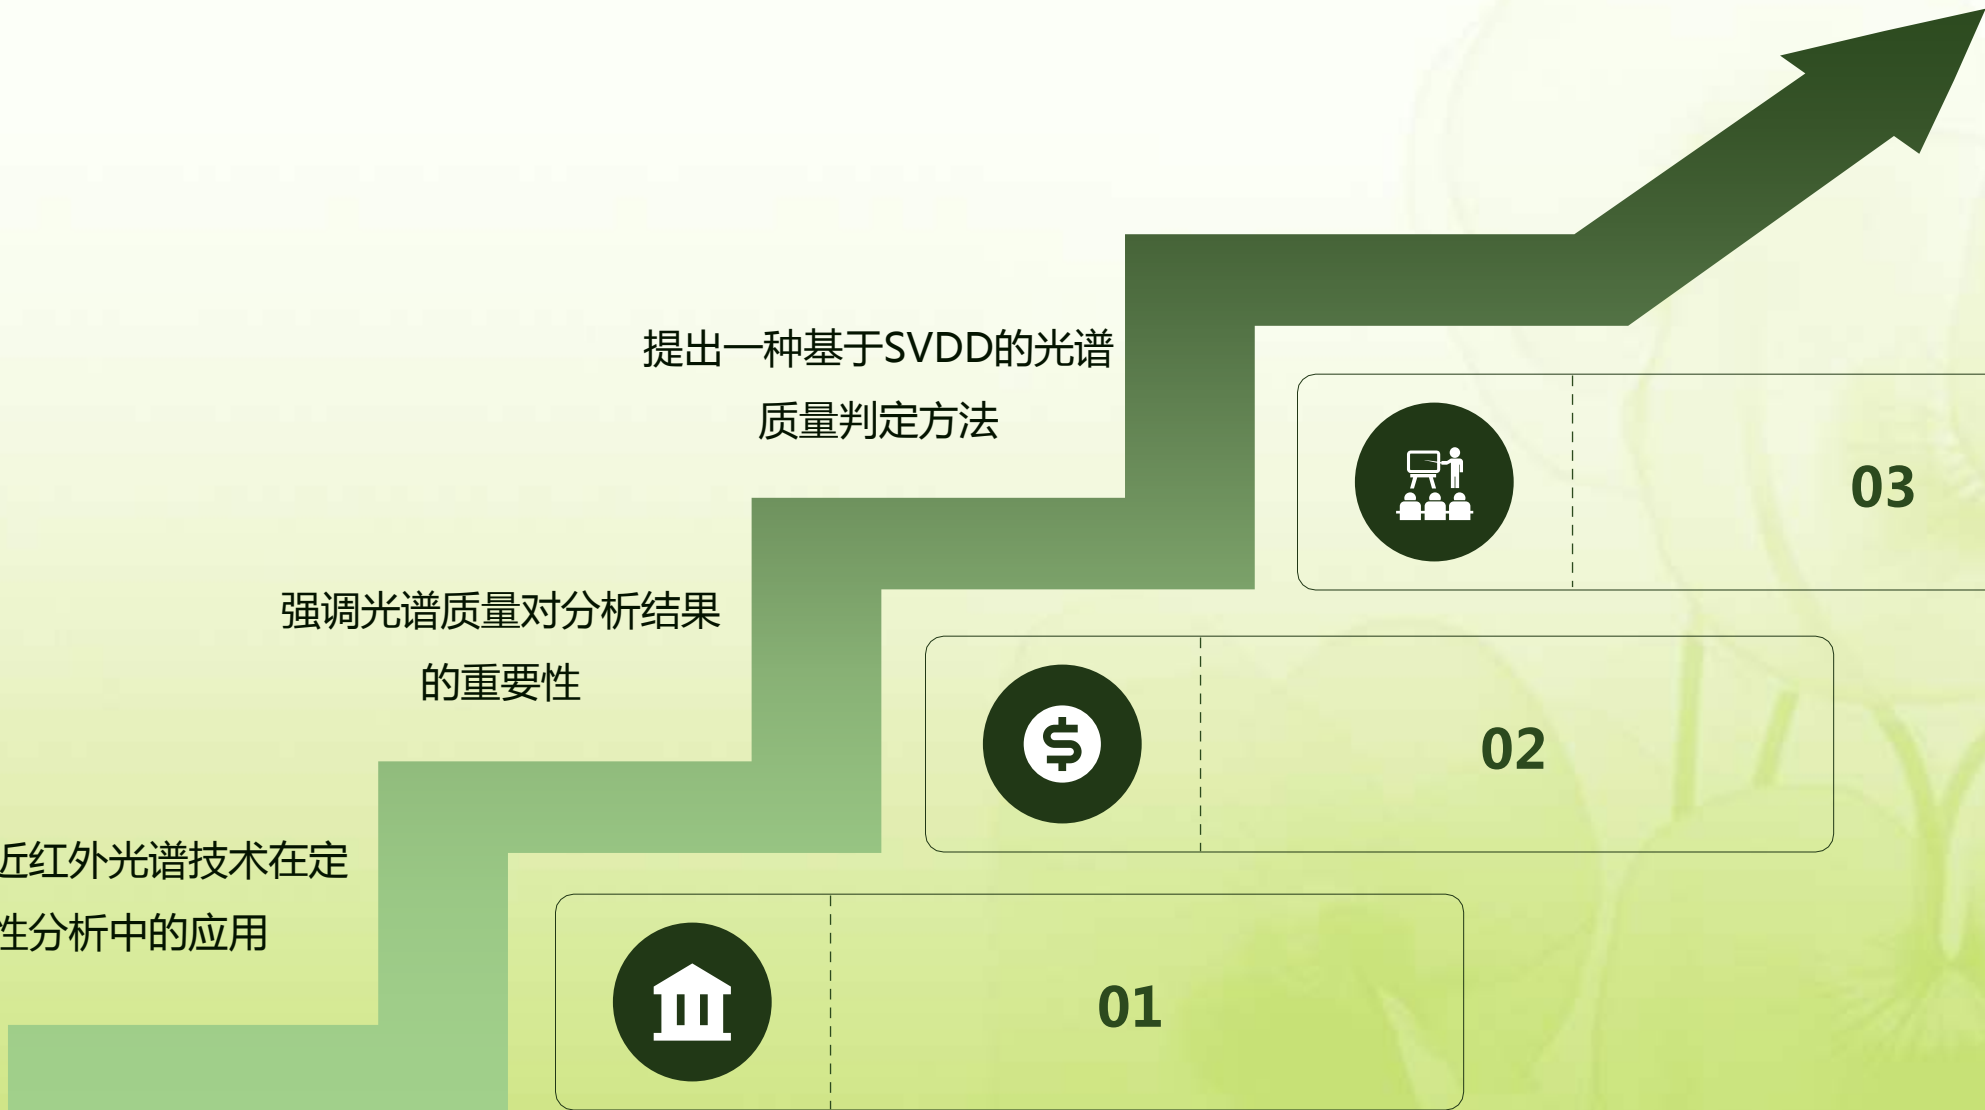 提出一种基于SVDD的光谱
质量判定方法
03
强调光谱质量对分析结果
的重要性
02
近红外光谱技术在定
性分析中的应用
01